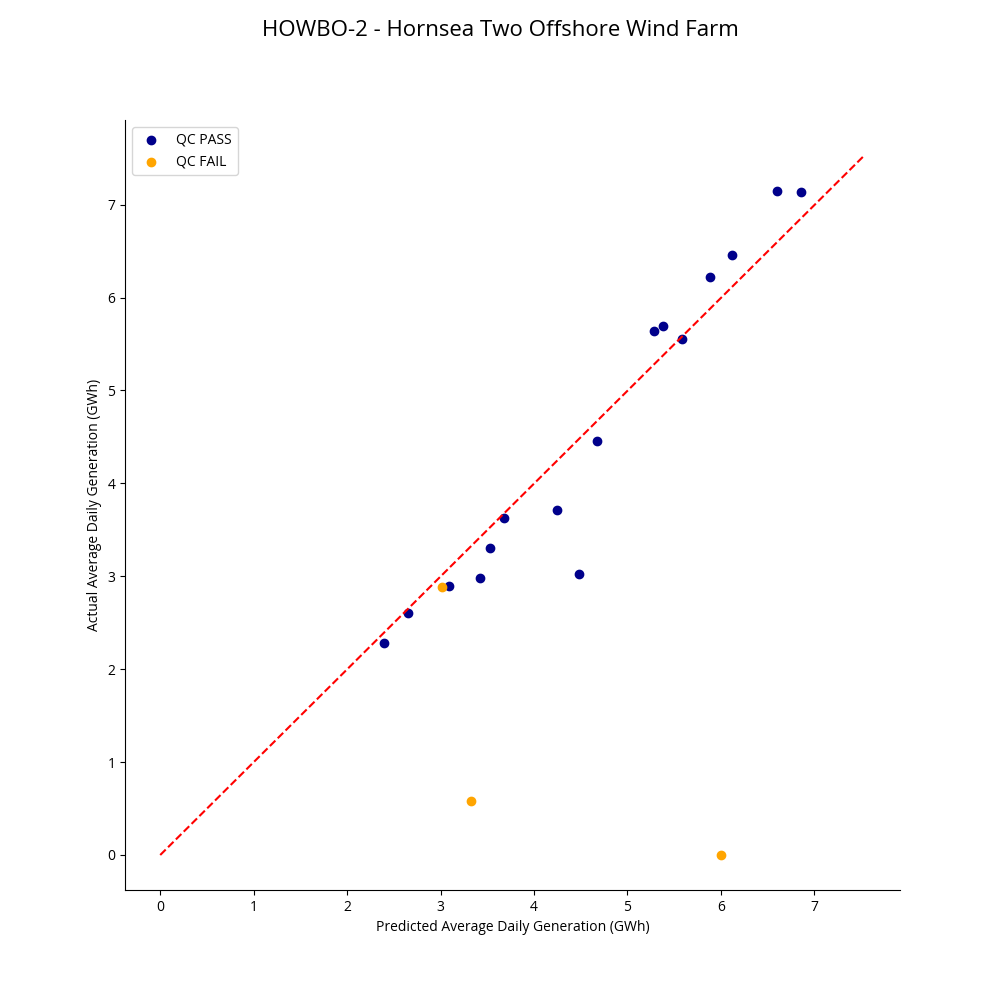 HOWBO-2 - Hornsea Two Offshore Wind Farm
QC PASS
QC FAIL
Actual Average Daily Generation (GWh)
7
6
5
4
3
2
1
0
0 1 2 3 4 5 6 7
Predicted Average Daily Generation (GWh)